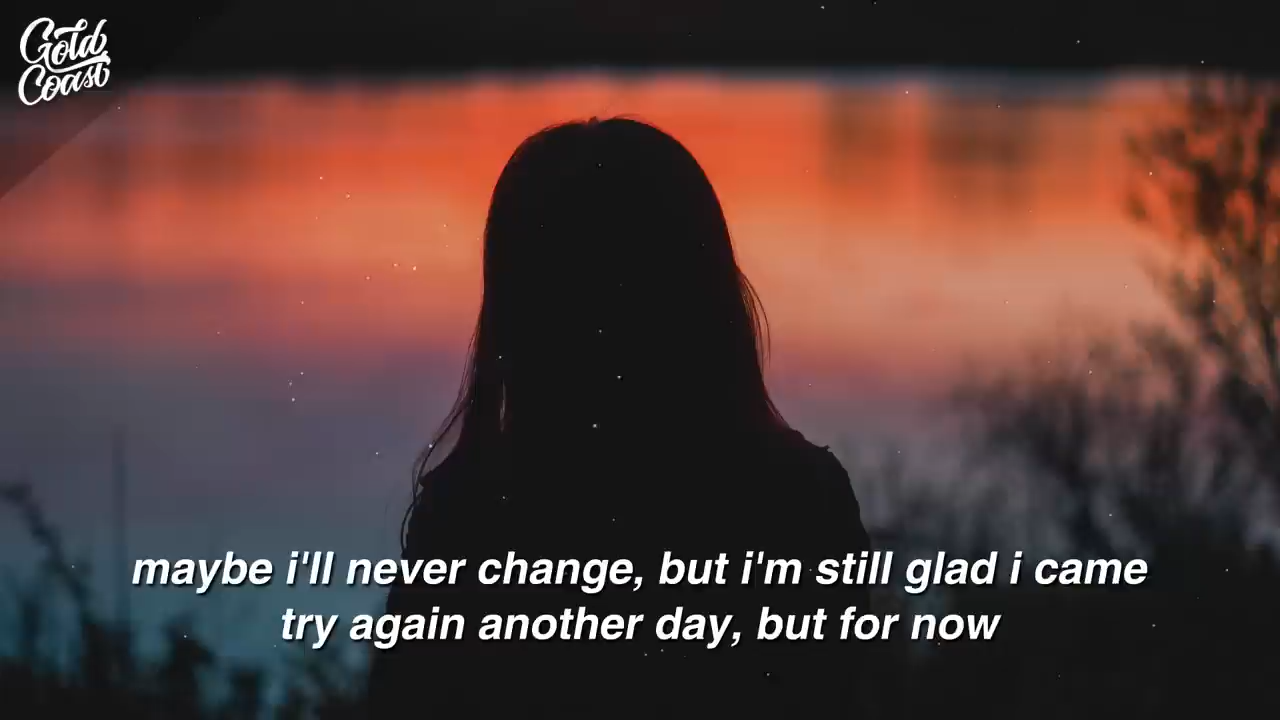 Gold
Coast
maybe i'll never change, but i'm still glad i came
try again another day, but for now